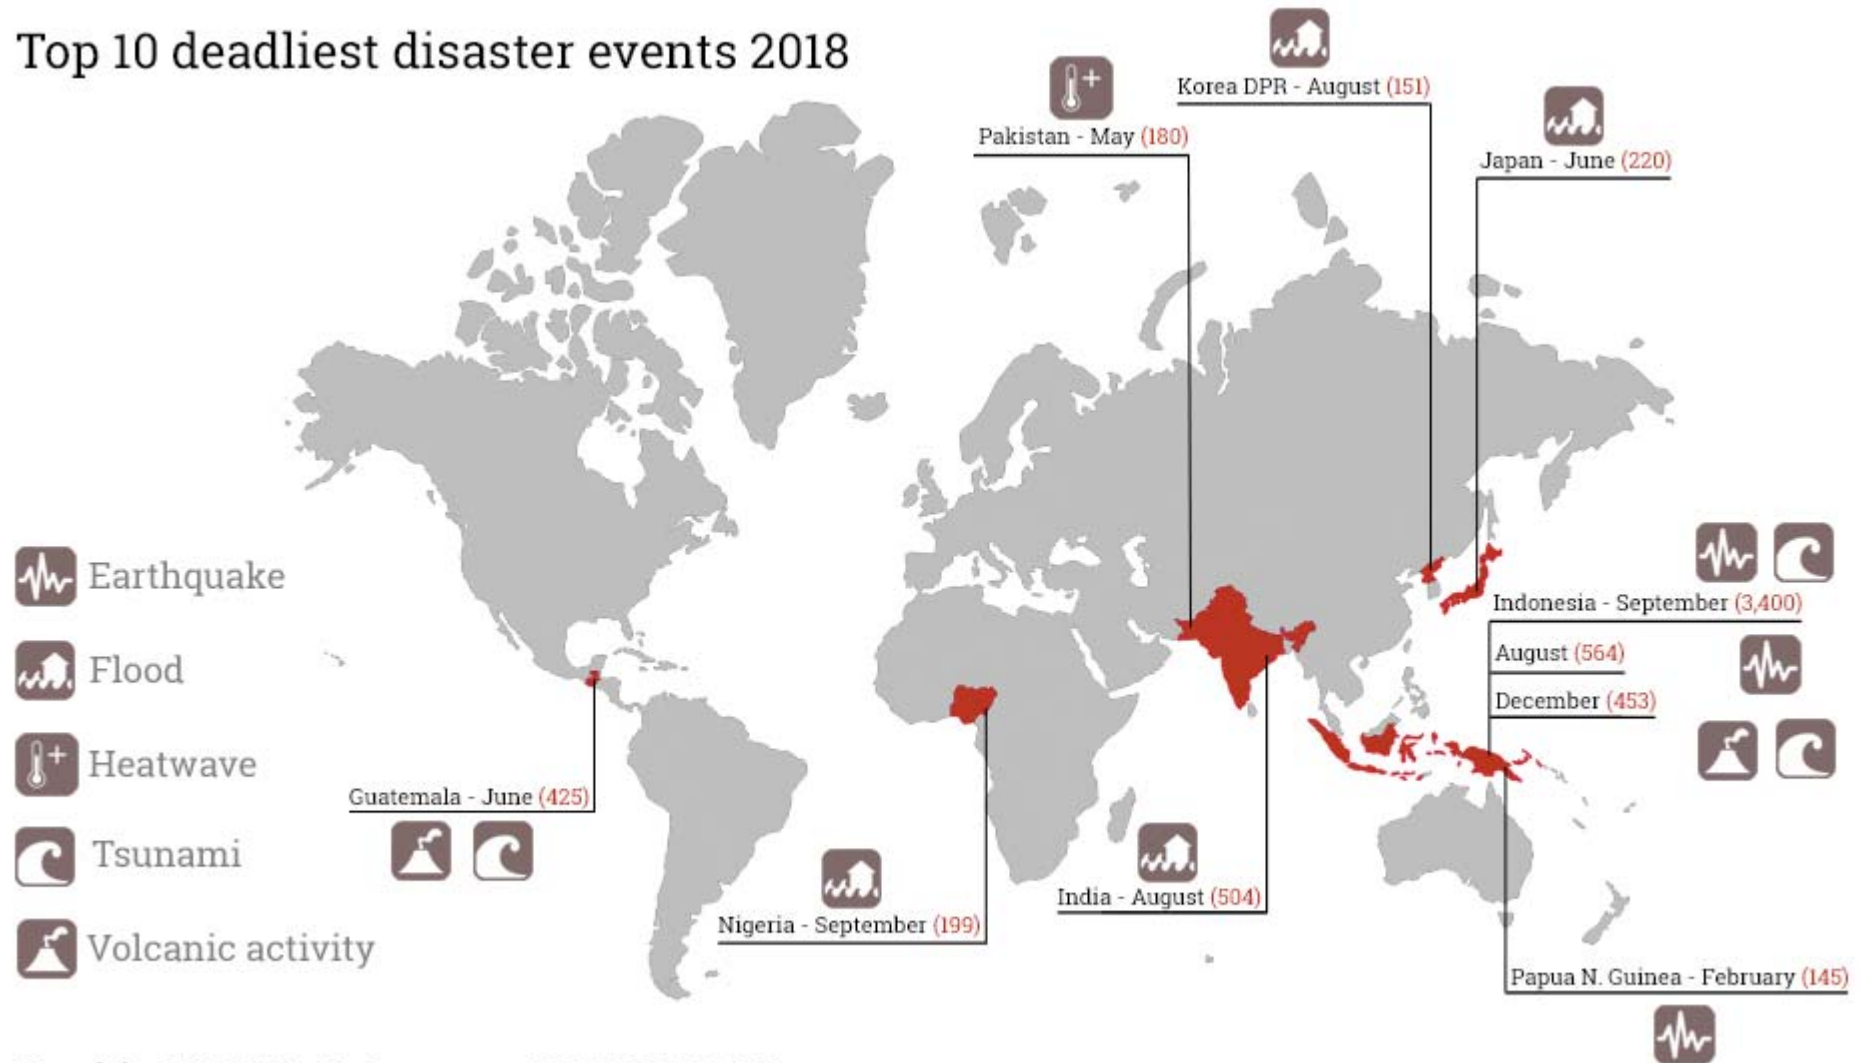 Top 10 deadliest disaster events 2018
Korea DPR - August (151)
Pakistan - May (180)
Japan - June (220)
Earthquake
Flood
Heatwave
Tsunami
Volcanic activity
Indonesia - September (3,400)
August (564)
December (453)
Guatemala - June (425)
India - August (504)
Nigeria - September (199)
Papua N. Guinea - February (145)